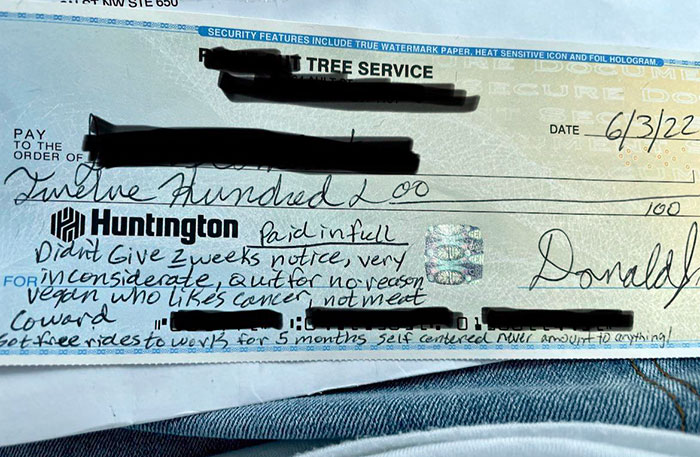 NW STE 650
SECURITY FEATURES INCLUDE TRUE WATERMARK PAPER, HEAT SENSITIVE ICON AND FOIL HOLOGRAM.
TREE SERVICE
DATE 6/3/22
PAY
TO THE
ORDER OF
Twelve Hundred & 00
100
Huntington Paid in full
Didn't Give 2 weeks notice, very
FOR inconsiderate, quit for no reason
vegan who likes cancer, not meat
Donald
Coward
Got free rides to work for 5 months self centered never amount to anything!